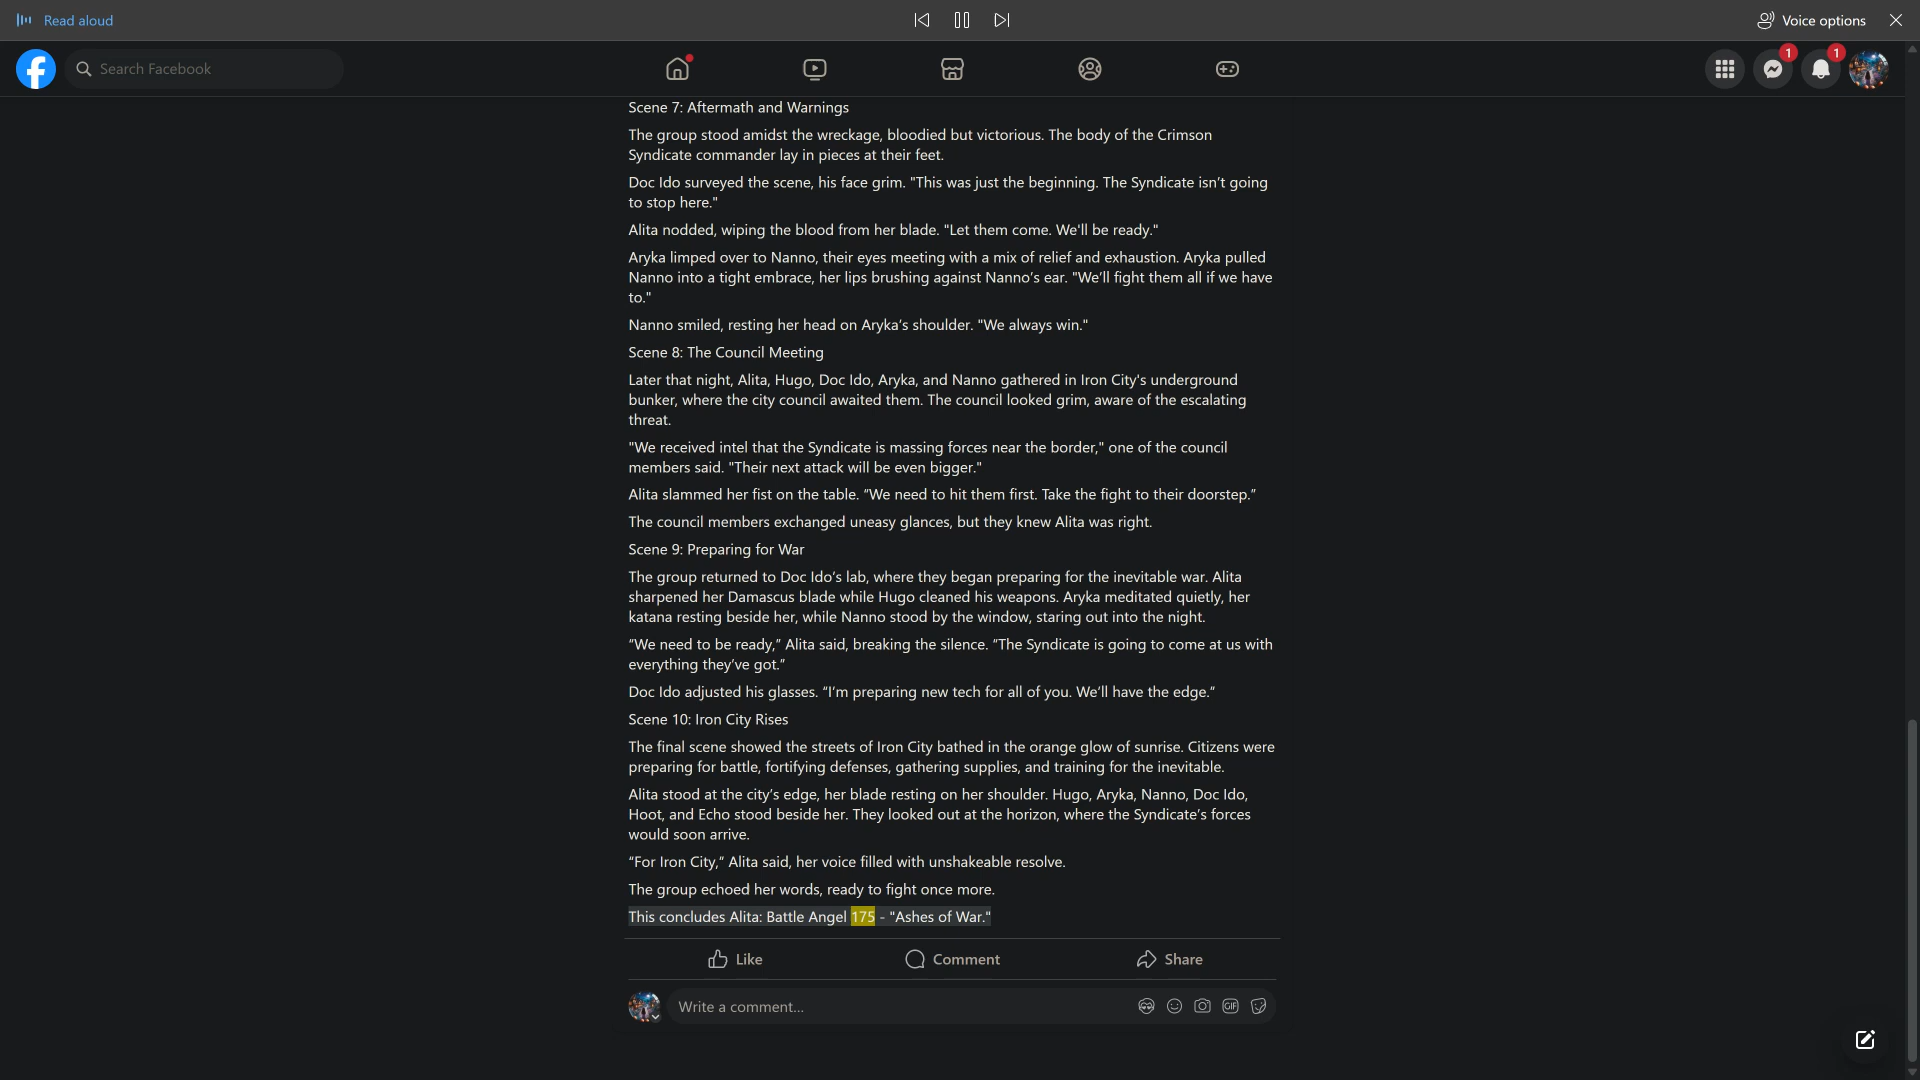 Read aloud
Voice options
Search Facebook
1
1
Scene 7: Aftermath and Warnings
The group stood amidst the wreckage, bloodied but victorious. The body of the Crimson
Syndicate commander lay in pieces at their feet.
Doc Ido surveyed the scene, his face grim. "This was just the beginning. The Syndicate isn’t going
to stop here."
Alita nodded, wiping the blood from her blade. "Let them come. We'll be ready."
Aryka limped over to Nanno, their eyes meeting with a mix of relief and exhaustion. Aryka pulled
Nanno into a tight embrace, her lips brushing against Nanno’s ear. "We’ll fight them all if we have
to."
Nanno smiled, resting her head on Aryka’s shoulder. "We always win."
Scene 8: The Council Meeting
Later that night, Alita, Hugo, Doc Ido, Aryka, and Nanno gathered in Iron City's underground
bunker, where the city council awaited them. The council looked grim, aware of the escalating
threat.
"We received intel that the Syndicate is massing forces near the border," one of the council
members said. "Their next attack will be even bigger."
Alita slammed her fist on the table. “We need to hit them first. Take the fight to their doorstep.”
The council members exchanged uneasy glances, but they knew Alita was right.
Scene 9: Preparing for War
The group returned to Doc Ido’s lab, where they began preparing for the inevitable war. Alita
sharpened her Damascus blade while Hugo cleaned his weapons. Aryka meditated quietly, her
katana resting beside her, while Nanno stood by the window, staring out into the night.
“We need to be ready,” Alita said, breaking the silence. “The Syndicate is going to come at us with
everything they’ve got.”
Doc Ido adjusted his glasses. “I’m preparing new tech for all of you. We’ll have the edge.”
Scene 10: Iron City Rises
The final scene showed the streets of Iron City bathed in the orange glow of sunrise. Citizens were
preparing for battle, fortifying defenses, gathering supplies, and training for the inevitable.
Alita stood at the city’s edge, her blade resting on her shoulder. Hugo, Aryka, Nanno, Doc Ido,
Hoot, and Echo stood beside her. They looked out at the horizon, where the Syndicate’s forces
would soon arrive.
“For Iron City,” Alita said, her voice filled with unshakeable resolve.
The group echoed her words, ready to fight once more.
This concludes Alita: Battle Angel 175 - "Ashes of War."
Like
Comment
Share
Write a comment...
GIF